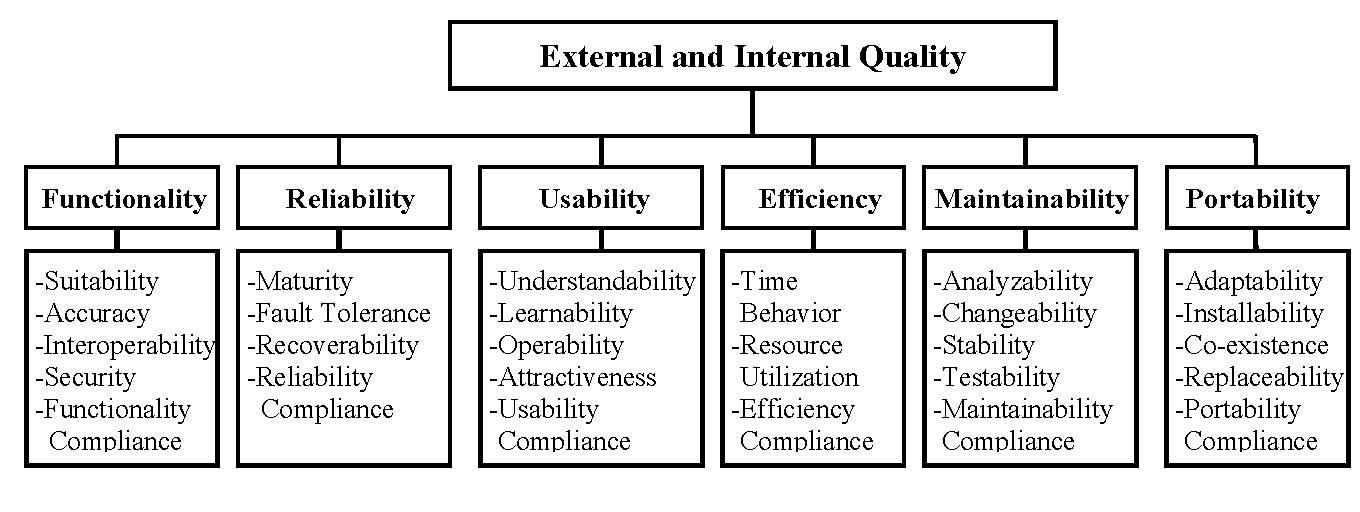 External and Internal Quality
Functionality
-Suitability
-Accuracy
-Interoperability
-Security
-Functionality
Compliance
Reliability
-Maturity
-Fault Tolerance
-Recoverability
-Reliability
Compliance
Usability
-Understandability
-Learnability
-Operability
-Attractiveness
-Usability
Compliance
Efficiency
-Time
Behavior
-Resource
Utilization
-Efficiency
Compliance
Maintainability
-Analyzability
-Changeability
-Stability
-Testability
-Maintainability
Compliance
Portability
-Adaptability
-Installability
-Co-existence
-Replaceability
-Portability
Compliance